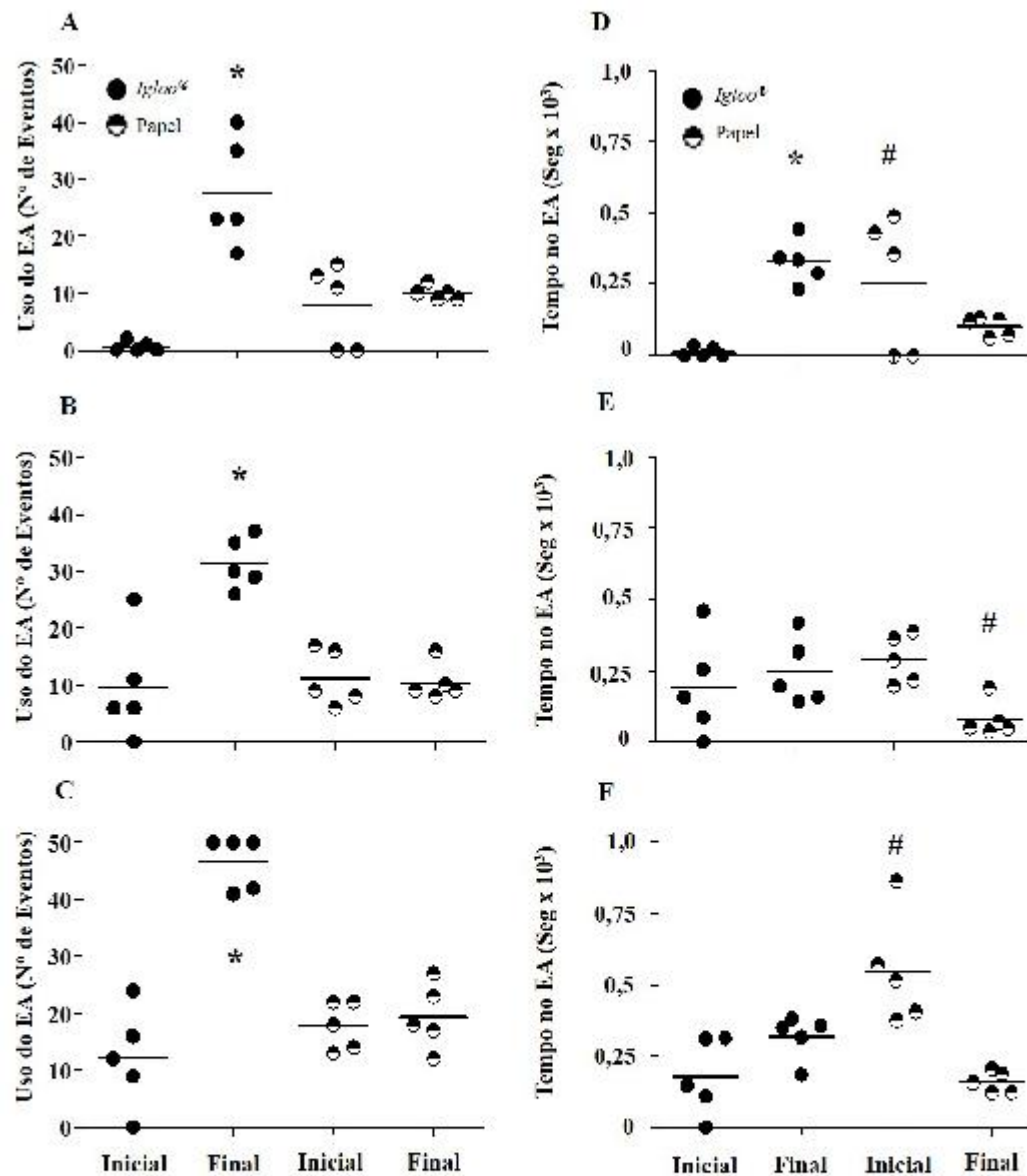 A
Uso do EA (Nº de Eventos)
50
40
30
20
10
0
Igloo®
Papel
*
D
Tempo no EA (Seg x 10³)
1,0
0,75
0,5
0,25
0
Igloo®
Papel
*
#
B
Uso do EA (Nº de Eventos)
50
40
30
20
10
0
*
E
Tempo no EA (Seg x 10³)
1,0
0,75
0,5
0,25
0
#
C
Uso do EA (Nº de Eventos)
50
40
30
20
10
0
*
Inicial Final Inicial Final
F
Tempo no EA (Seg x 10³)
1,0
0,75
0,5
0,25
0
#
Inicial Final Inicial Final